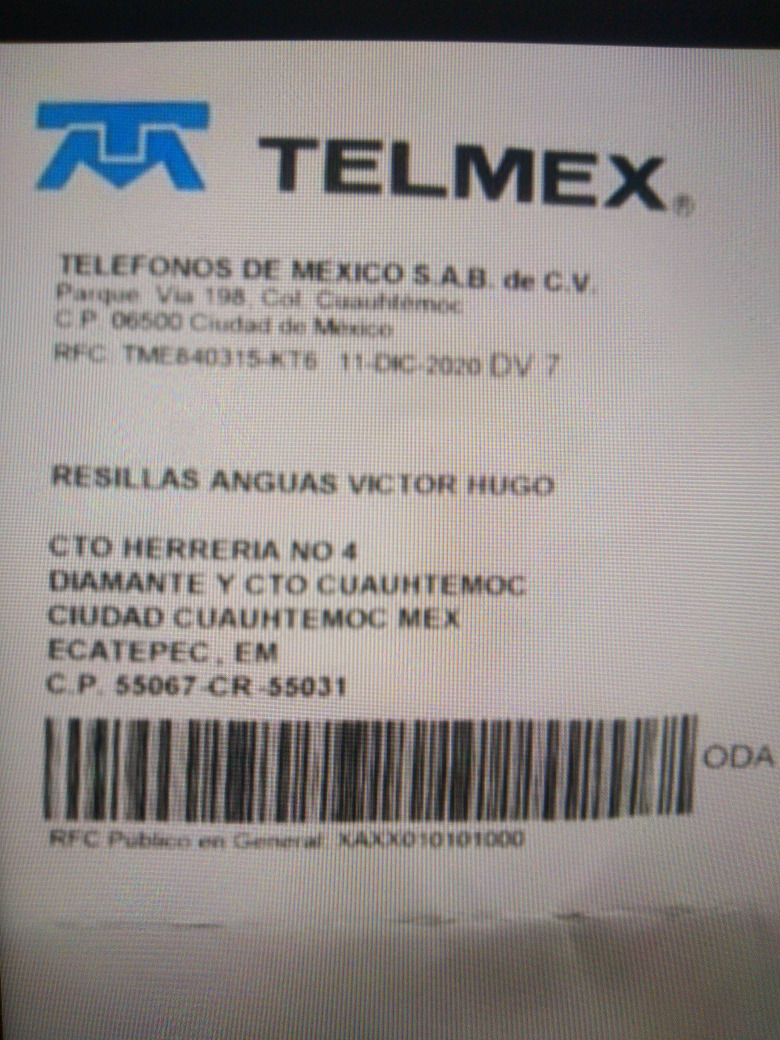 TELMEX®
TELEFONOS DE MEXICO S.A.B. de C.V.
Parque Via 198, Col. Cuauhtémoc
C.P. 06500 Ciudad de México
RFC TME840315-KT6 11-DIC-2020 DV 7
RESILLAS ANGUAS VICTOR HUGO
CTO HERRERIA NO 4
DIAMANTE Y CTO CUAUHTEMOC
CIUDAD CUAUHTEMOC MEX
ECATEPEC, EM
C.P. 55067-CR -55031
ODA
RFC Publico en General: XAXX010101000